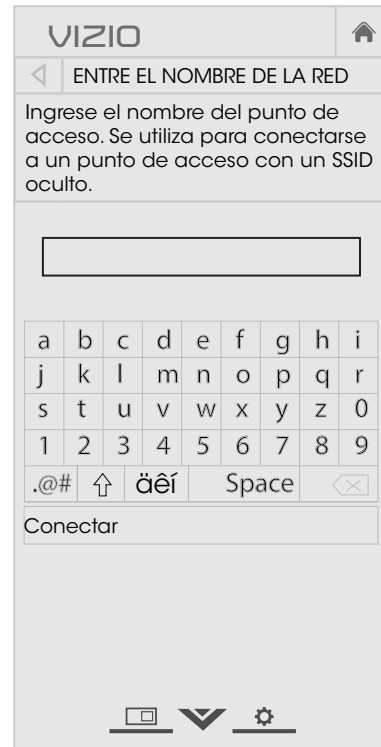 VIZIO
ENTRE EL NOMBRE DE LA RED
Ingrese el nombre del punto de
acceso. Se utiliza para conectarse
a un punto de acceso con un SSID
oculto.
a b c d e f g h i
j k l m n o p q r
s t u v w x y z 0
1 2 3 4 5 6 7 8 9
.@# äêí Space
Conectar